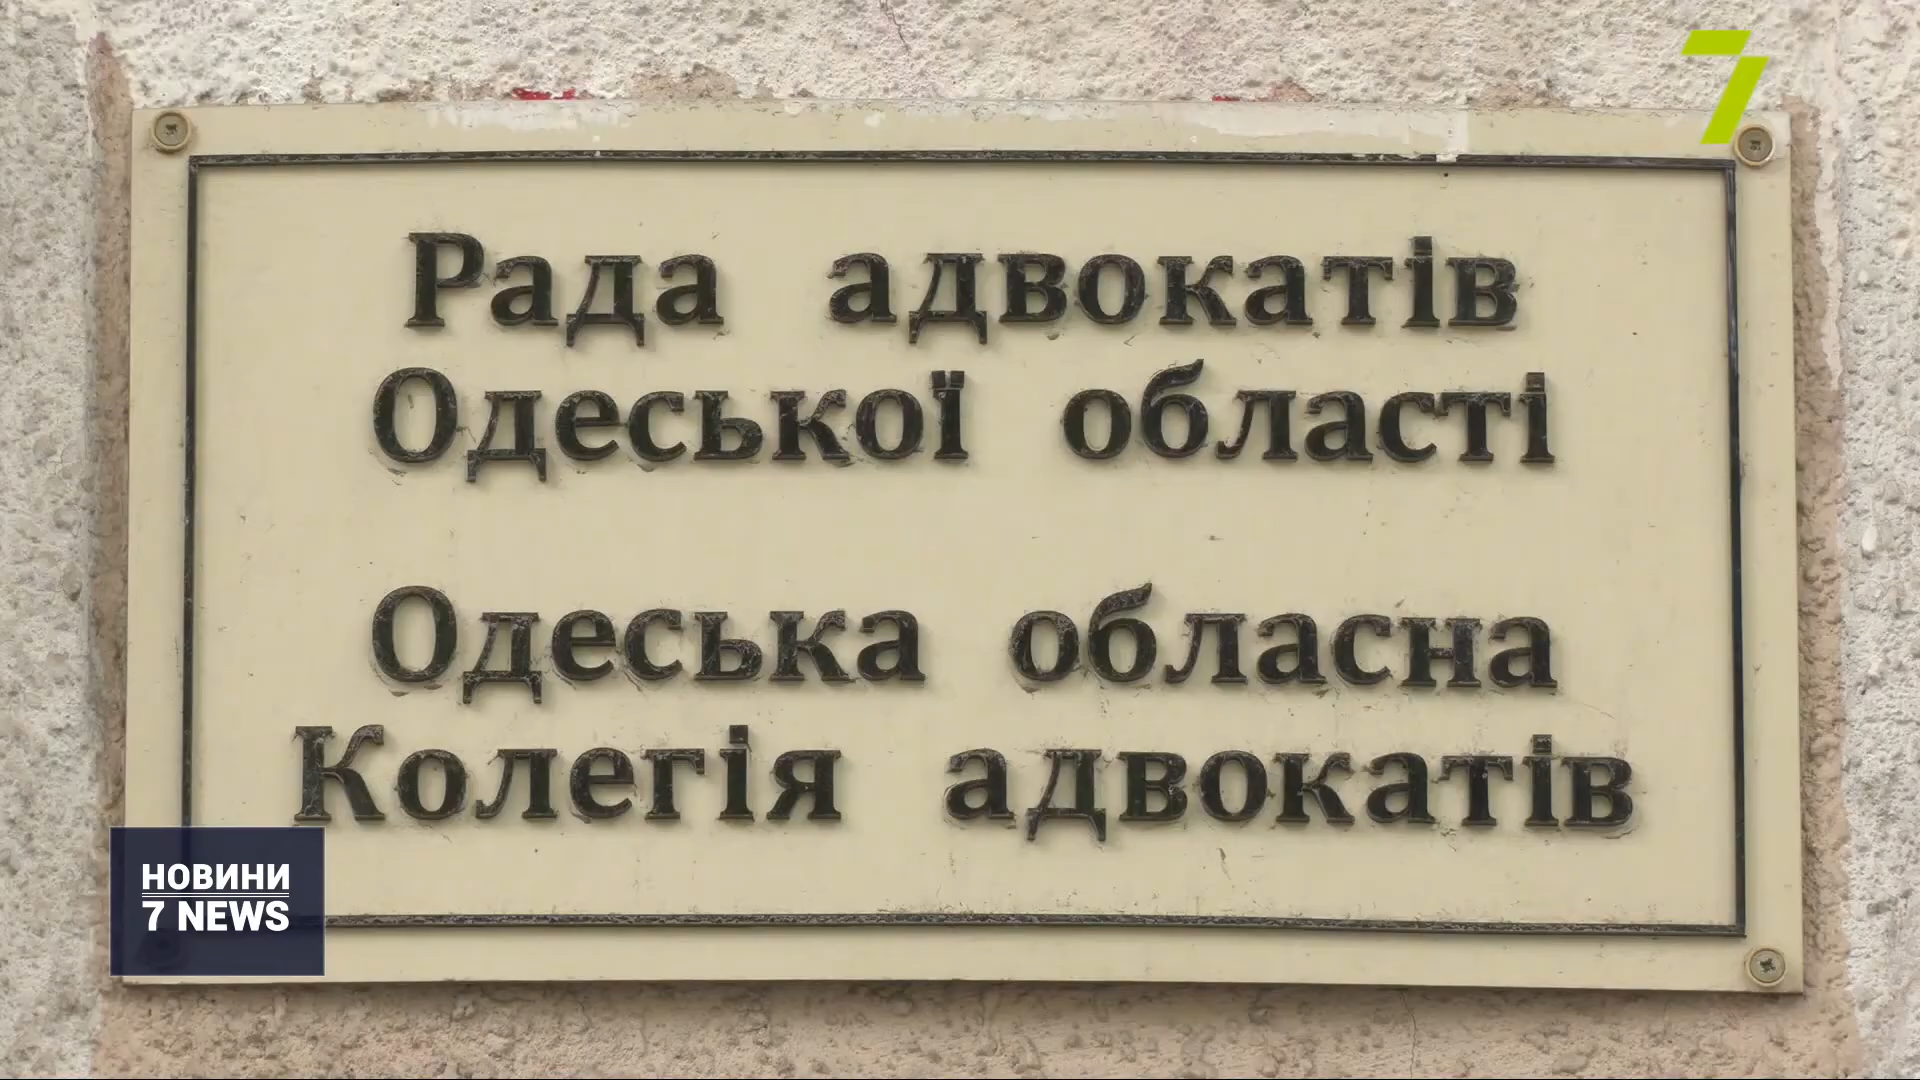 7
Рада адвокатів
Одеської області
Одеська обласна
Колегія адвокатів
НОВИНИ
7 NEWS